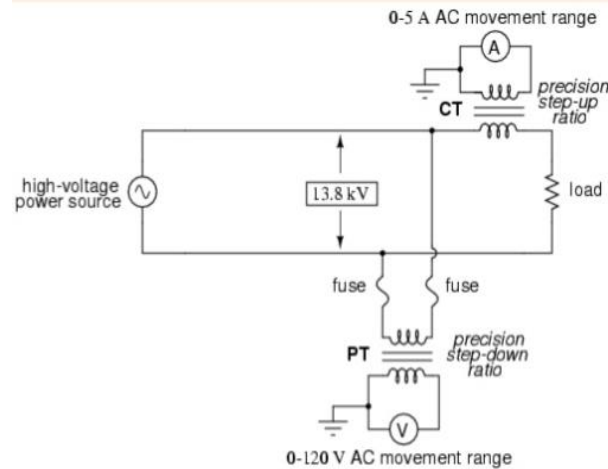 0-5 A AC movement range
A
precision
step-up
ratio
CT
high-voltage
power source
13.8 kV
load
fuse
fuse
PT
precision
step-down
ratio
V
0-120 V AC movement range